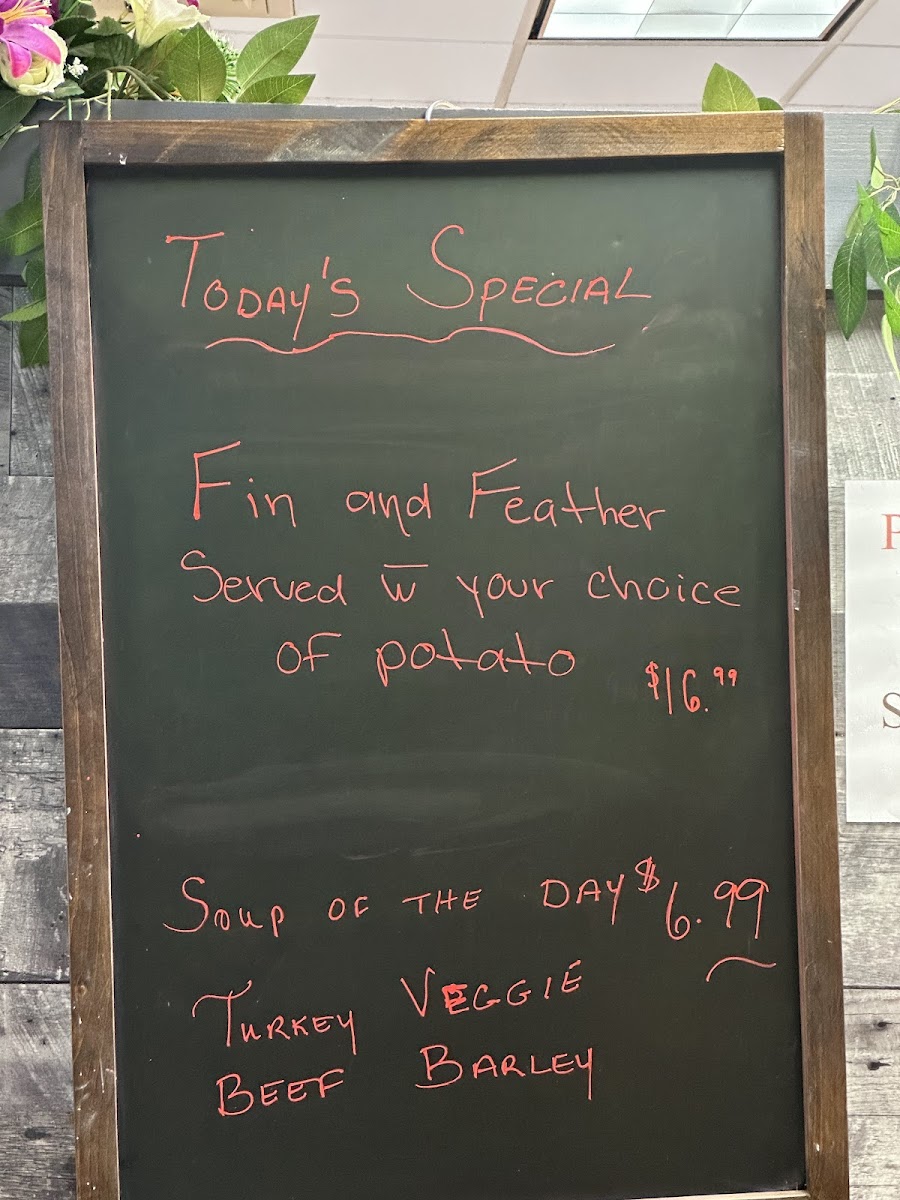 Today's Special
Fin and Feather
Served w̅ your choice
of potato
$16.99
Soup of the Day $6.99
Turkey Veggie
Beef Barley
P
S